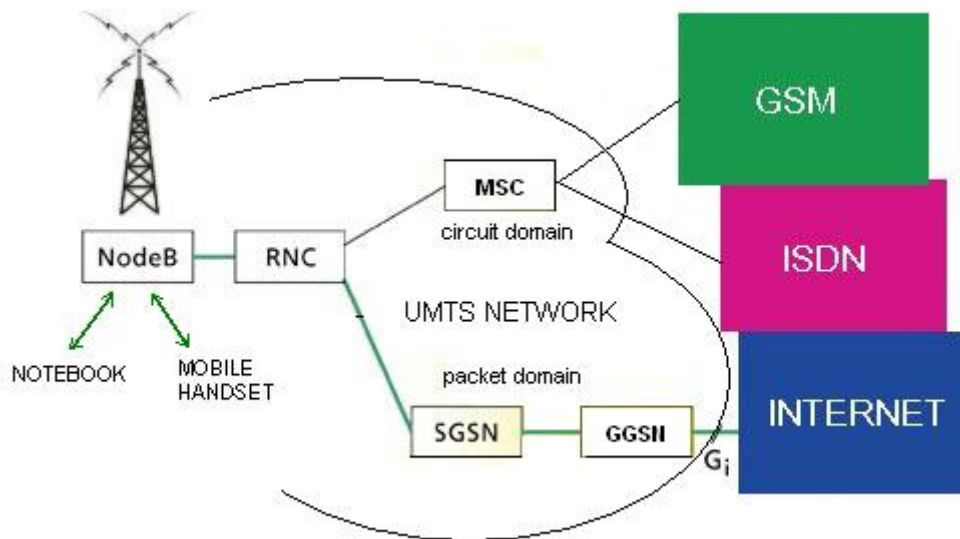 GSM
MSC
circuit domain
ISDN
NodeB
RNC
UMTS NETWORK
NOTEBOOK
MOBILE
HANDSET
packet domain
SGSN
GGSN
Gi
INTERNET